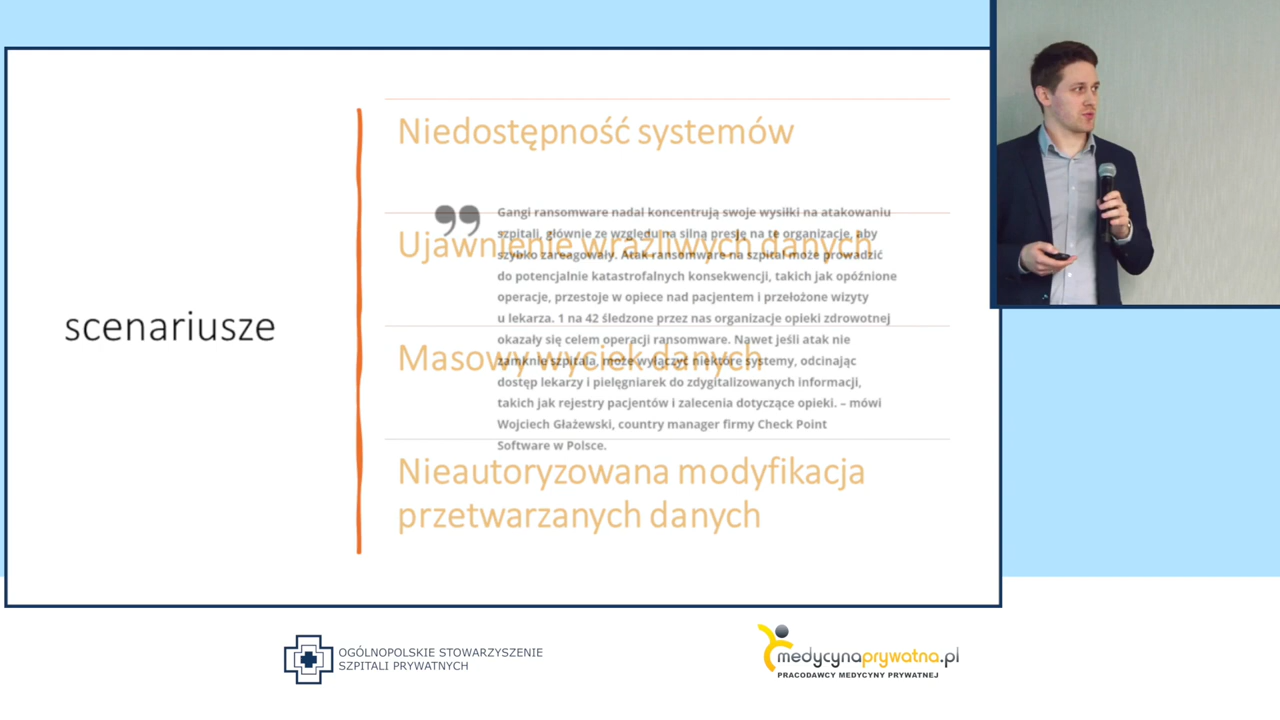 scenariusze
Niedostępność systemów
Ujawnienie wrażliwych danych
Masowy wyciek danych
Nieautoryzowana modyfikacja
przetwarzanych danych
Gangi ransomware nadal koncentrują swoje wysiłki na atakowaniu
szpitali, głównie ze względu na silną presję na te organizacje, aby
szybko zareagowały. Atak ransomware na szpital może prowadzić
do potencjalnie katastrofalnych konsekwencji, takich jak opóźnione
operacje, przestoje w opiece nad pacjentem i przełożone wizyty
u lekarza. 1 na 42 śledzone przez nas organizacje opieki zdrowotnej
okazały się celem operacji ransomware. Nawet jeśli atak nie
zamknie szpitala, może wyłączyć niektóre systemy, odcinając
dostęp lekarzy i pielęgniarek do zdygitalizowanych informacji,
takich jak rejestry pacjentów i zalecenia dotyczące opieki. – mówi
Wojciech Głażewski, country manager firmy Check Point
Software w Polsce.
OGÓLNOPOLSKIE STOWARZYSZENIE
SZPITALI PRYWATNYCH
medycynaprywatna.pl
PRACODAWCY MEDYCYNY PRYWATNEJ